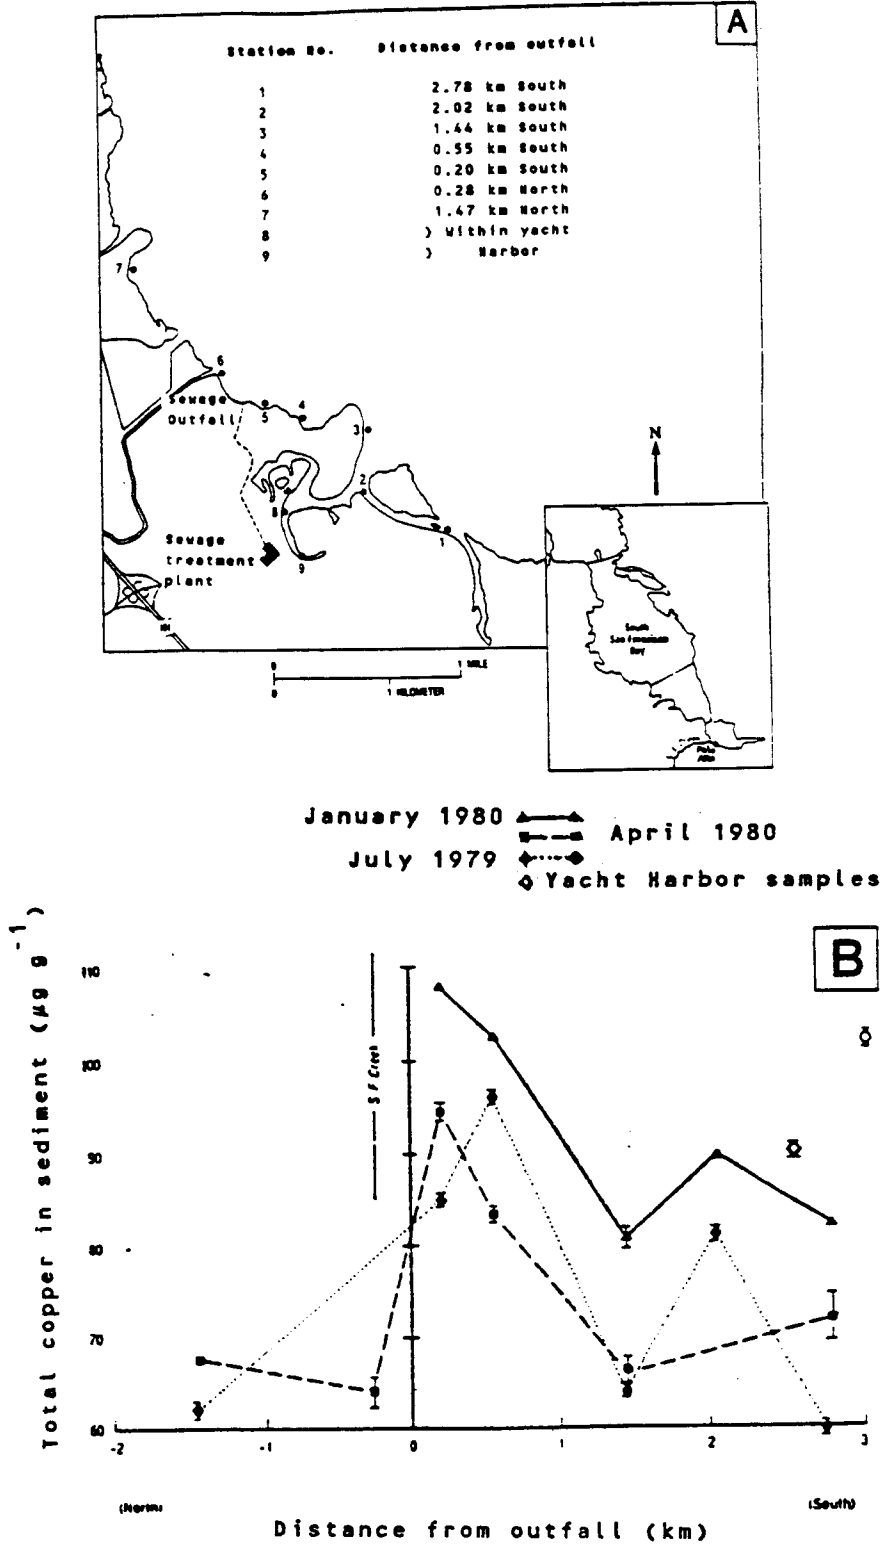 A
Station No. Distance from outfall
1 2.78 km South
2 2.02 km South
3 1.44 km South
4 0.55 km South
5 0.20 km South
6 0.28 km North
7 1.47 km North
8 ) Within yacht
9 ) Harbor
7
6
Sewage
Outfall
5
4
3
N
2
8
1
Sewage
treatment
plant
9
South
San Francisco
Bay
Palo
Alto
0 1 MILE
0 1 KILOMETER
January 1980
April 1980
July 1979
Yacht Harbor samples
B
Total copper in sediment (µg g-1)
110
100
90
80
70
60
S F Creek
-2 -1 0 1 2 3
(North) (South)
Distance from outfall (km)